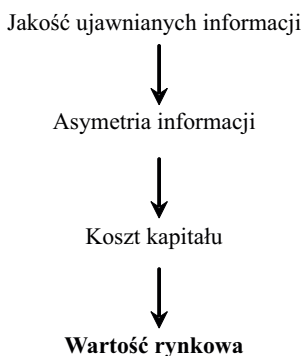 Jakość ujawnianych informacji
Asymetria informacji
Koszt kapitału
Wartość rynkowa